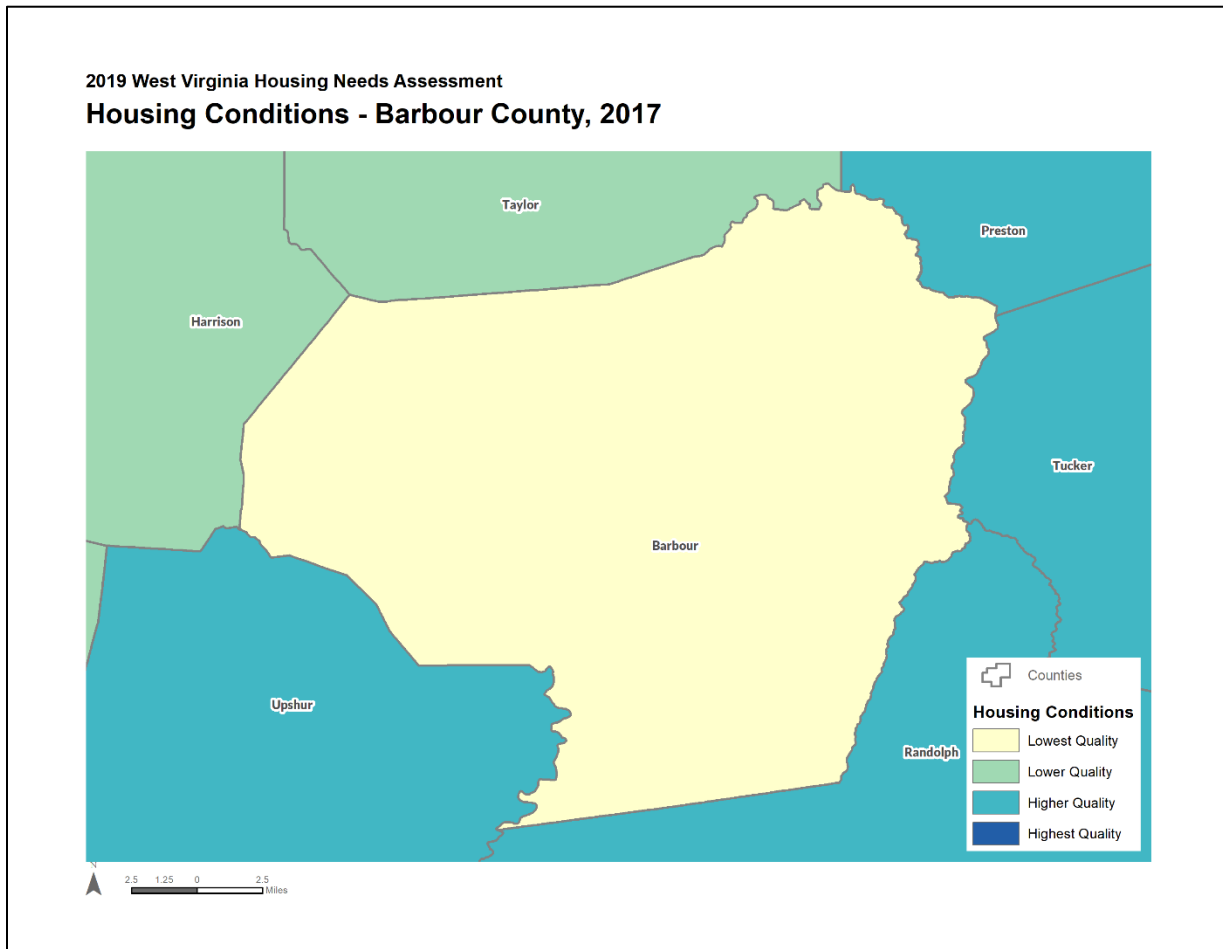 2019 West Virginia Housing Needs Assessment
Housing Conditions - Barbour County, 2017
Taylor
Preston
Harrison
Tucker
Barbour
Upshur
Randolph
Counties
Housing Conditions
Lowest Quality
Lower Quality
Higher Quality
Highest Quality
2.5 1.25 0 2.5
Miles